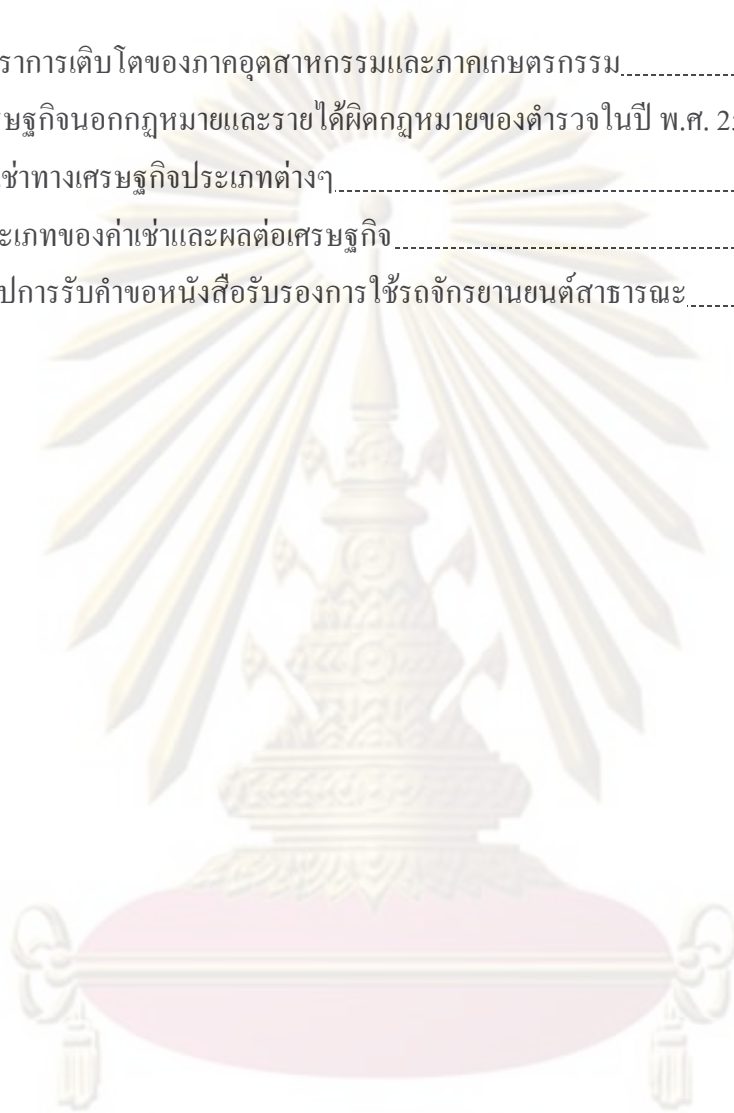 ราการเติบโตของภาคอุตสาหกรรมและภาคเกษตรกรรม
ษฐกิจนอกกฎหมายและรายได้ผิดกฎหมายของตำรวจในปี พ.ศ. 2
เช่าทางเศรษฐกิจประเภทต่างๆ
ะเภทของค่าเช่าและผลต่อเศรษฐกิจ
ปการรับคำขอหนังสือรับรองการใช้รถจักรยานยนต์สาธารณะ